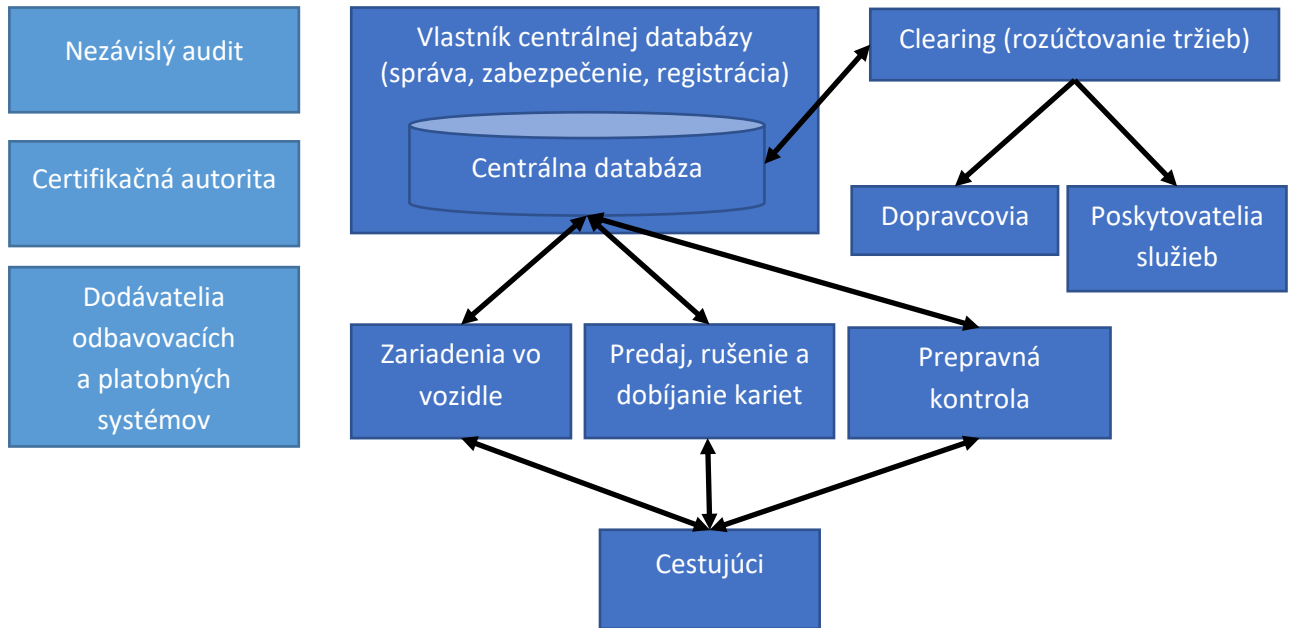 Nezávislý audit
Certifikačná autorita
Dodávatelia
odbavovacích
a platobných
systémov
Vlastník centrálnej databázy
(správa, zabezpečenie, registrácia)
Centrálna databáza
Clearing (rozúčtovanie tržieb)
Dopravcovia
Poskytovatelia
služieb
Zariadenia vo
vozidle
Predaj, rušenie a
dobíjanie kariet
Prepravná
kontrola
Cestujúci